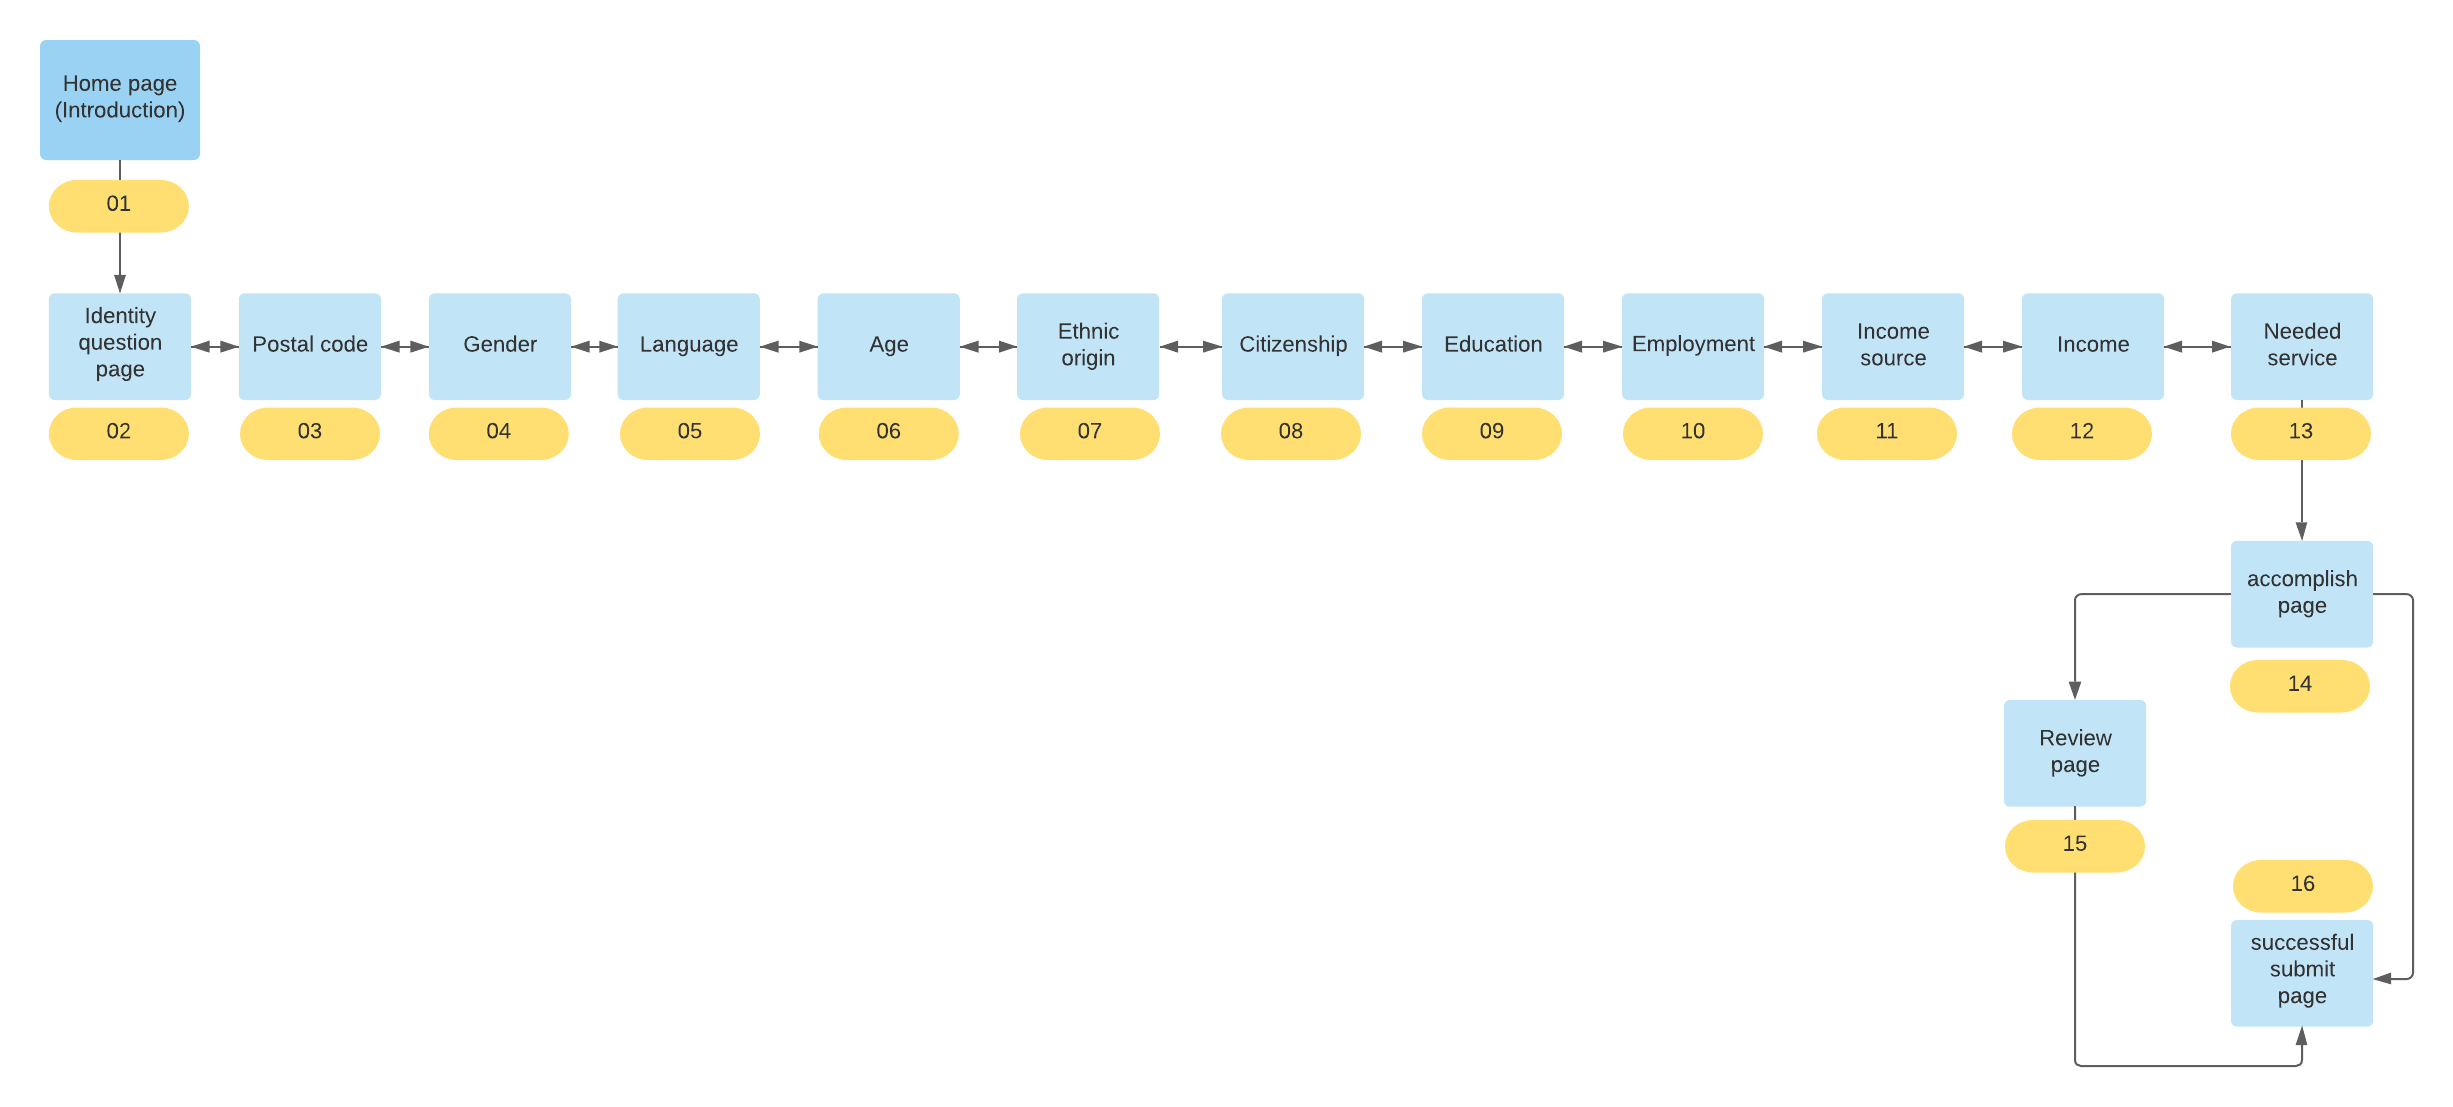 Home page
(Introduction)
01
Identity
question
page
02
Postal code
03
Gender
04
Language
05
Age
06
Ethnic
origin
07
Citizenship
08
Education
09
Employment
10
Income
source
11
Income
12
Needed
service
13
accomplish
page
14
Review
page
15
16
successful
submit
page